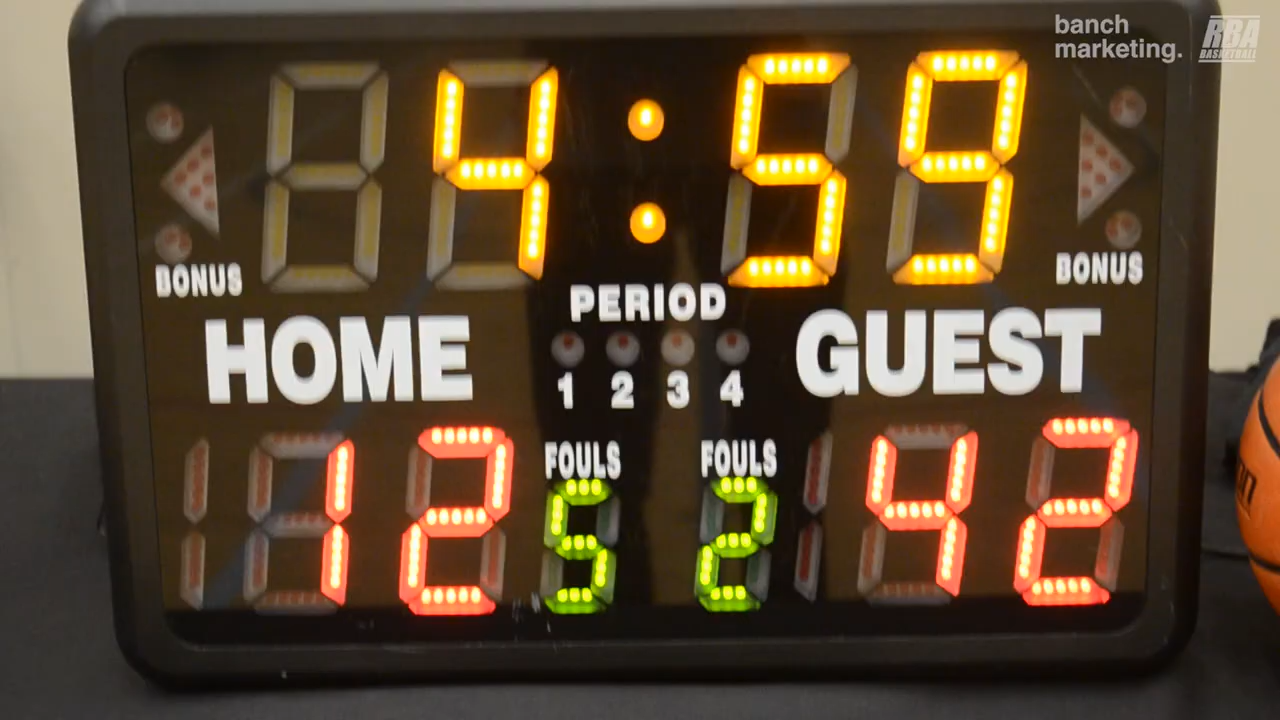 banch
marketing.
RBA
BASKETBALL
4:59
BONUS
BONUS
PERIOD
HOME
GUEST
1 2 3 4
FOULS
FOULS
12
5
2
42